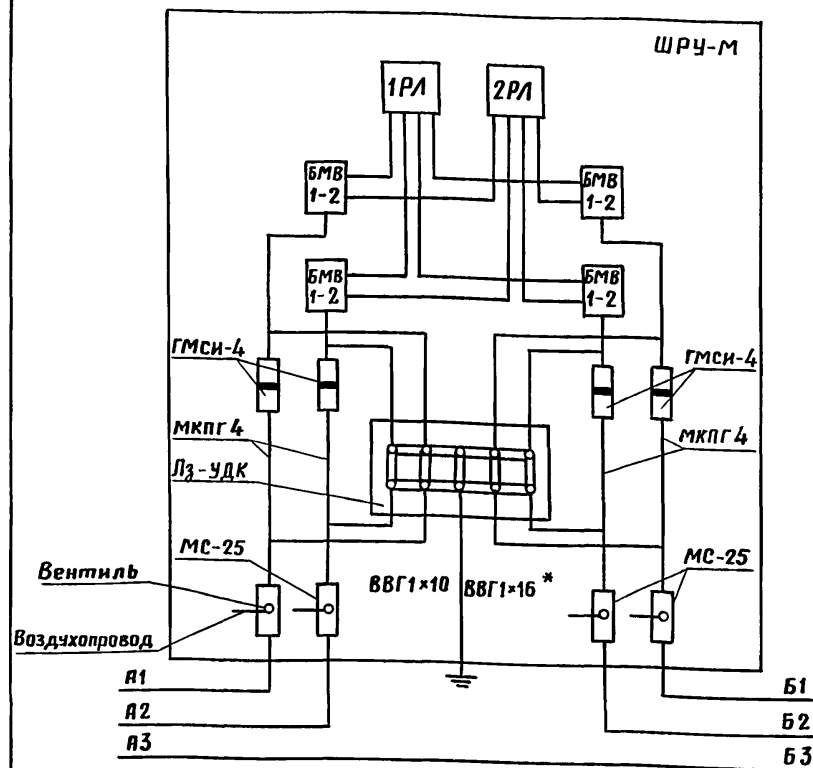 ШРУ-М
1РЛ
2РЛ
БМВ
1-2
БМВ
1-2
БМВ
1-2
БМВ
1-2
ГМСИ-4
ГМСИ-4
МКПГ 4
МКПГ 4
Лз-УДК
МС-25
МС-25
Вентиль
ВВГ1×10
ВВГ1×16 *
Воздухопровод
А1
Б1
А2
Б2
А3
Б3